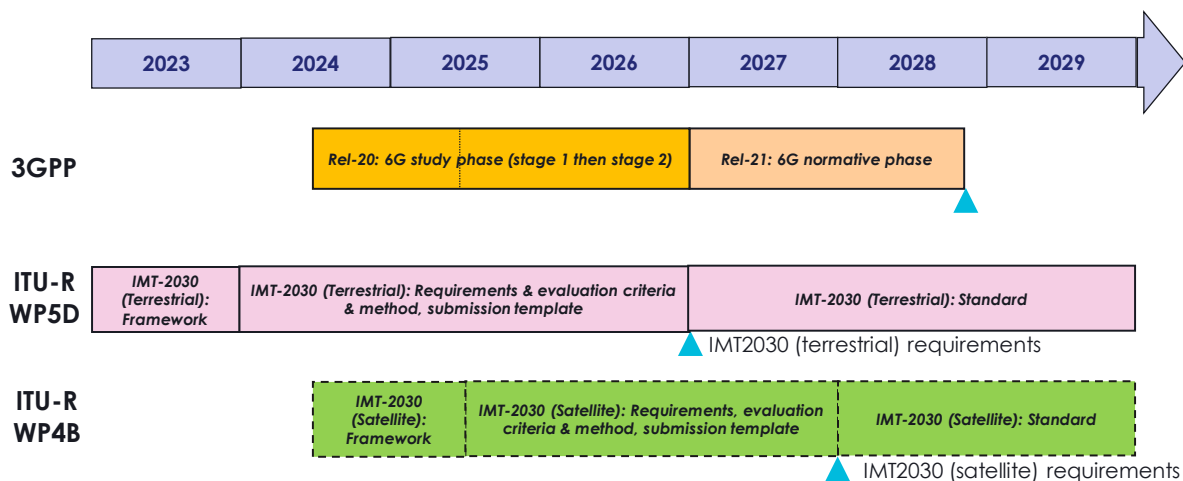 2023 2024 2025 2026 2027 2028 2029
3GPP
Rel-20: 6G study phase (stage 1 then stage 2)
Rel-21: 6G normative phase
ITU-R
WP5D
IMT-2030
(Terrestrial):
Framework
IMT-2030 (Terrestrial): Requirements & evaluation criteria
& method, submission template
IMT-2030 (Terrestrial): Standard
IMT2030 (terrestrial) requirements
ITU-R
WP4B
IMT-2030
(Satellite):
Framework
IMT-2030 (Satellite): Requirements, evaluation
criteria & method, submission template
IMT-2030 (Satellite): Standard
IMT2030 (satellite) requirements